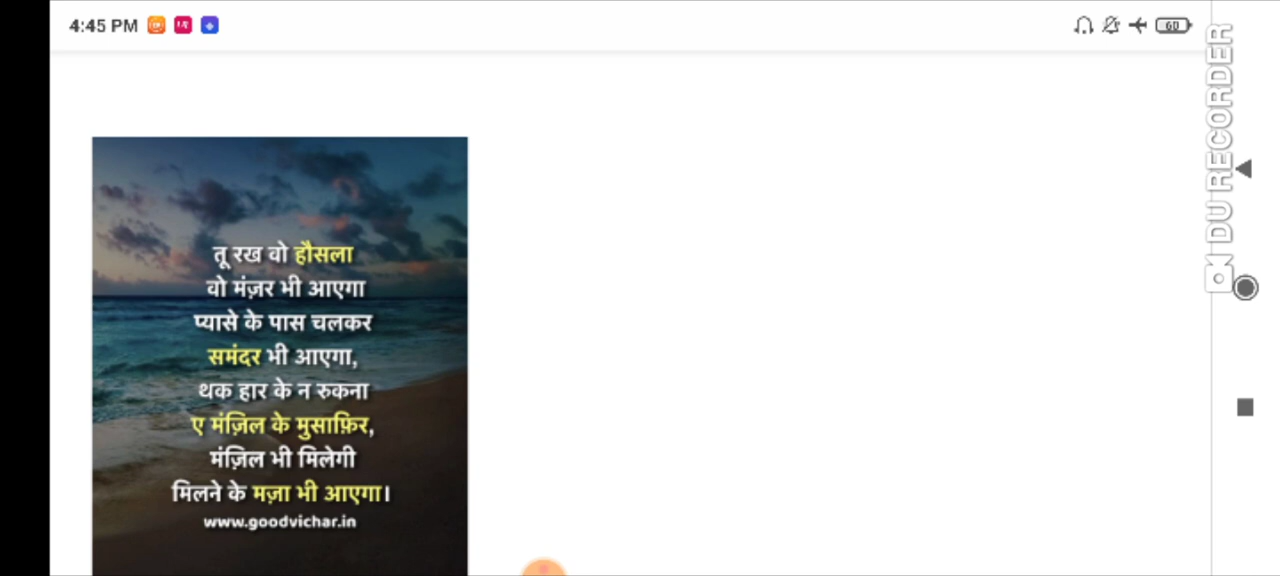 4:45 PM
60
DU RECORDER
तू रख वो हौसला
वो मंज़र भी आएगा
प्यासे के पास चलकर
समंदर भी आएगा,
थक हार के न रुकना
ए मंज़िल के मुसाफ़िर,
मंज़िल भी मिलेगी
मिलने के मज़ा भी आएगा।
www.goodvichar.in